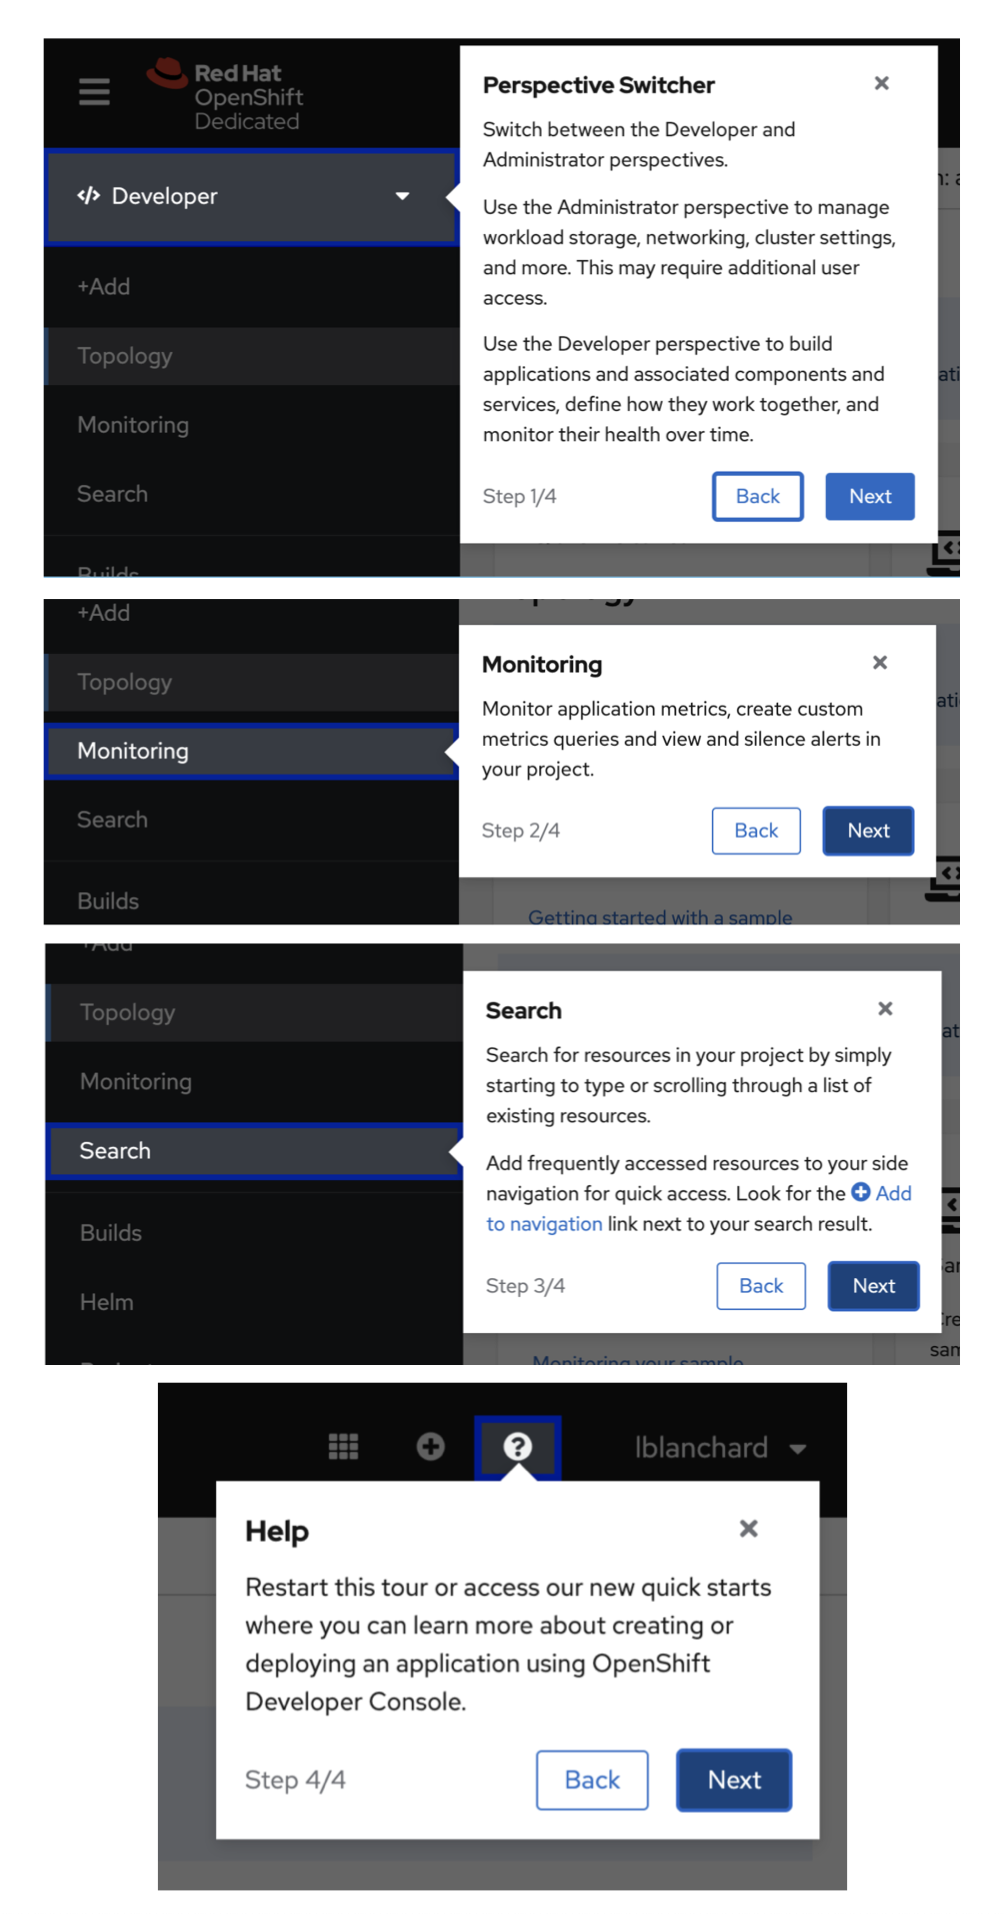 Red Hat
OpenShift
Dedicated
Developer
+Add
Topology
Monitoring
Search
Builds
Perspective Switcher
Switch between the Developer and
Administrator perspectives.
Use the Administrator perspective to manage
workload storage, networking, cluster settings,
and more. This may require additional user
access.
Use the Developer perspective to build
applications and associated components and
services, define how they work together, and
monitor their health over time.
Step 1/4
Back
Next
+Add
Topology
Monitoring
Search
Builds
Monitoring
Monitor application metrics, create custom
metrics queries and view and silence alerts in
your project.
Step 2/4
Back
Next
Getting started with a sample
+Add
Topology
Monitoring
Search
Builds
Helm
Search
Search for resources in your project by simply
starting to type or scrolling through a list of
existing resources.
Add frequently accessed resources to your side
navigation for quick access. Look for the Add
to navigation link next to your search result.
Step 3/4
Back
Next
Monitoring your sample
lblanchard
Help
Restart this tour or access our new quick starts
where you can learn more about creating or
deploying an application using OpenShift
Developer Console.
Step 4/4
Back
Next